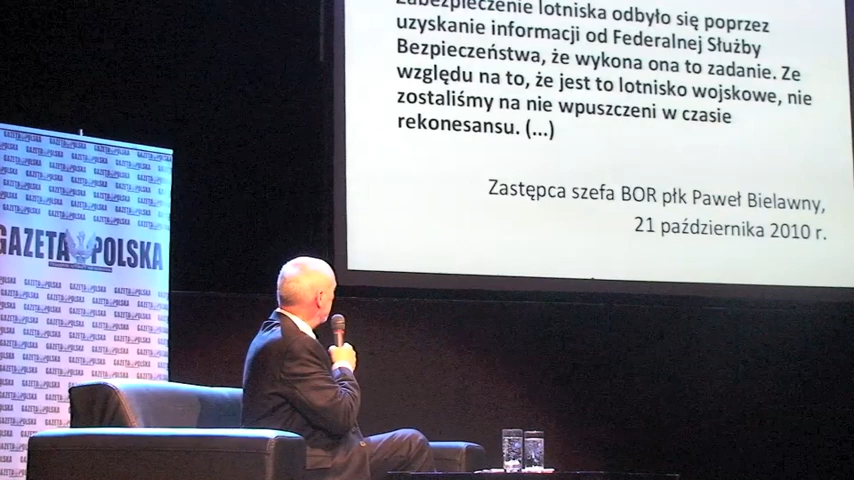 Zabezpieczenie lotniska odbyło się poprzez
uzyskanie informacji od Federalnej Służby
Bezpieczeństwa, że wykona ona to zadanie. Ze
względu na to, że jest to lotnisko wojskowe, nie
zostaliśmy na nie wpuszczeni w czasie
rekonesansu. (...)
Zastępca szefa BOR płk Paweł Bielawny,
21 października 2010 r.
GAZETA POLSKA